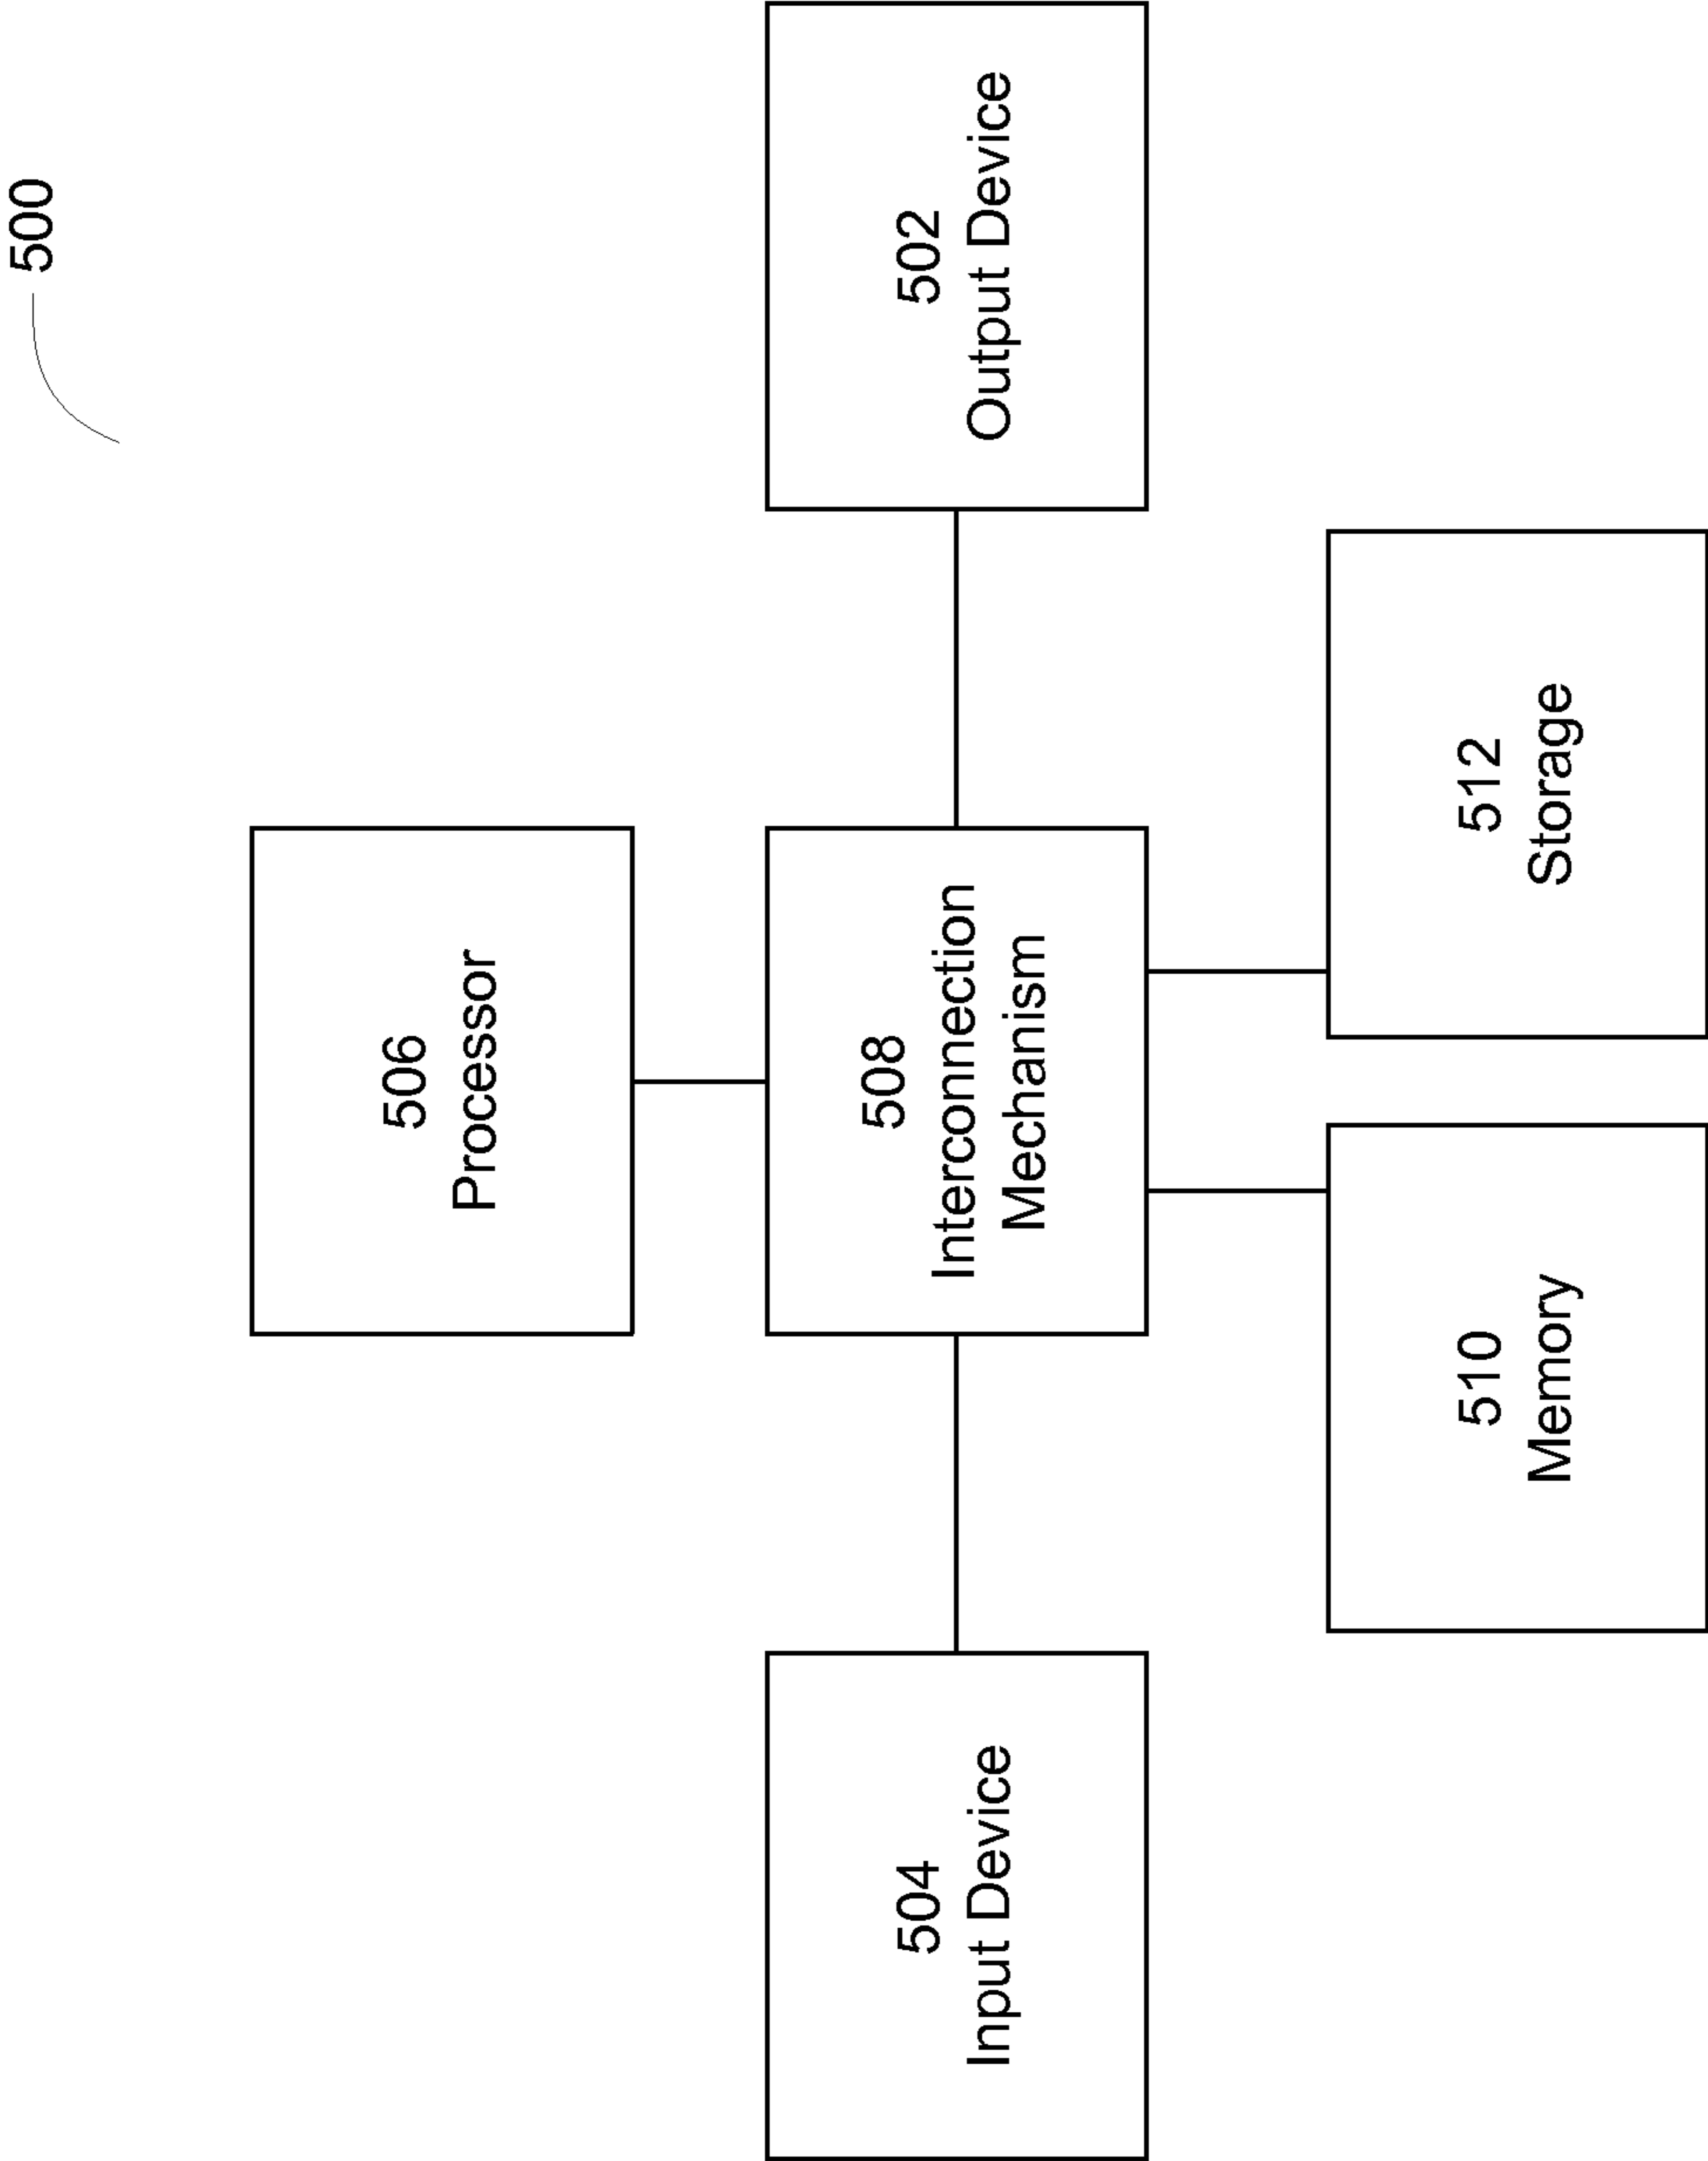 500
506
Processor
504
Input Device
508
Interconnection
Mechanism
502
Output Device
510
Memory
512
Storage